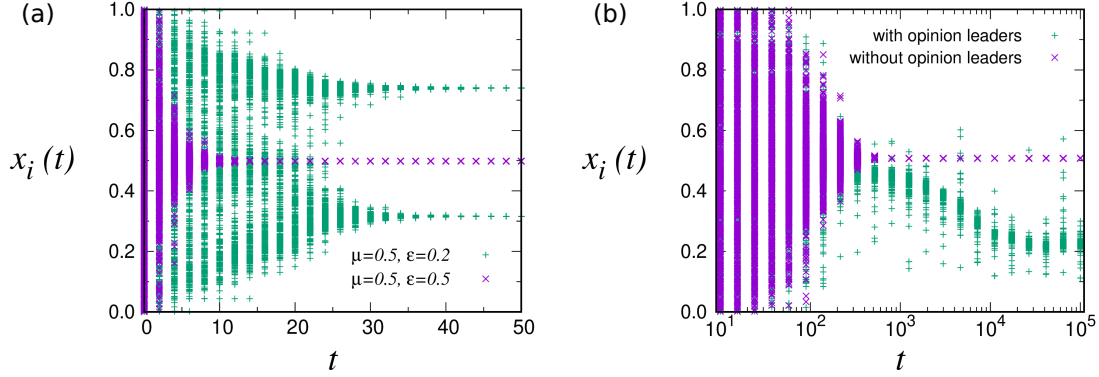 (a)
1.0
0.8
0.6
0.4
0.2
0.0
x_i (t)
μ=0.5, ε=0.2
μ=0.5, ε=0.5
0 10 20 30 40 50
t
(b)
1.0
0.8
0.6
0.4
0.2
0.0
x_i (t)
with opinion leaders
without opinion leaders
10^1 10^2 10^3 10^4 10^5
t